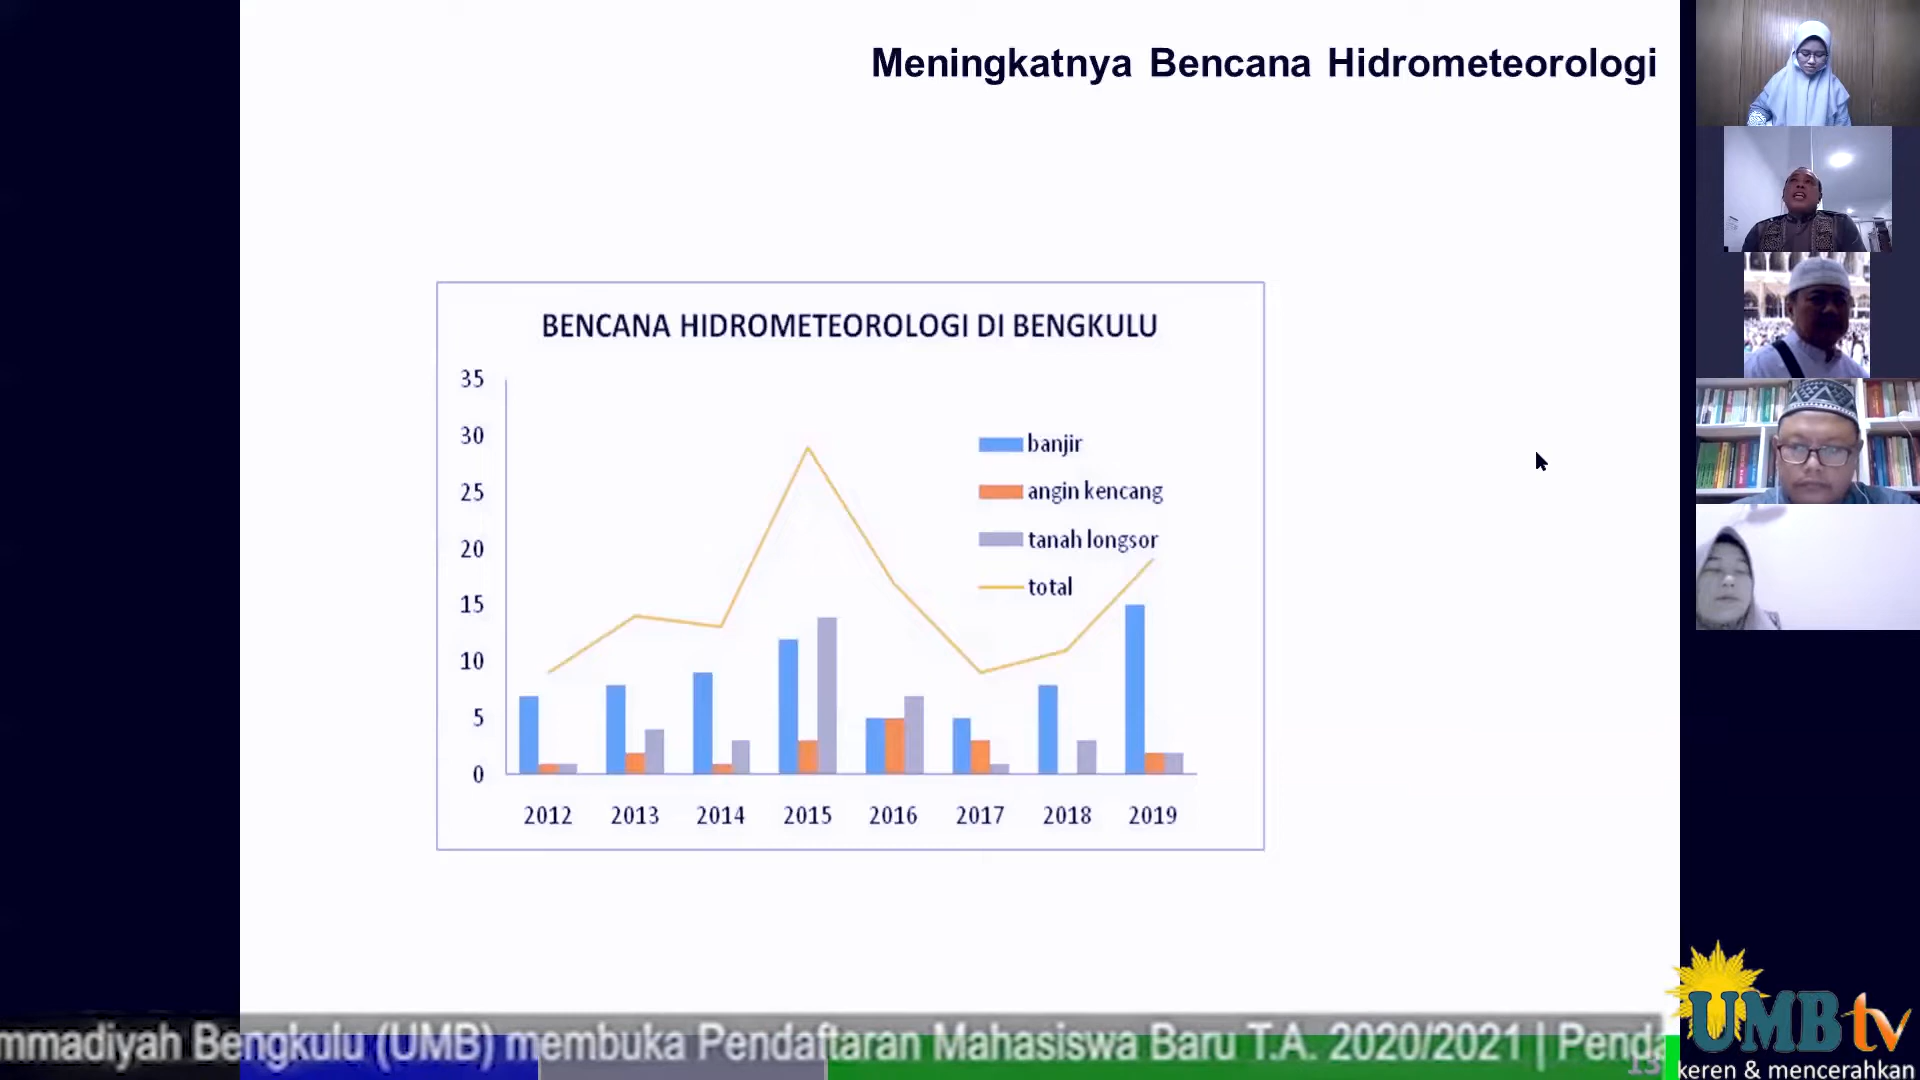 Meningkatnya Bencana Hidrometeorologi
BENCANA HIDROMETEOROLOGI DI BENGKULU
35
30
25
20
15
10
5
0
banjir
angin kencang
tanah longsor
total
2012 2013 2014 2015 2016 2017 2018 2019
mmadiyah Bengkulu (UMB) membuka Pendaftaran Mahasiswa Baru T.A. 2020/2021 | Penda
13
UMBtv
keren & mencerahkan